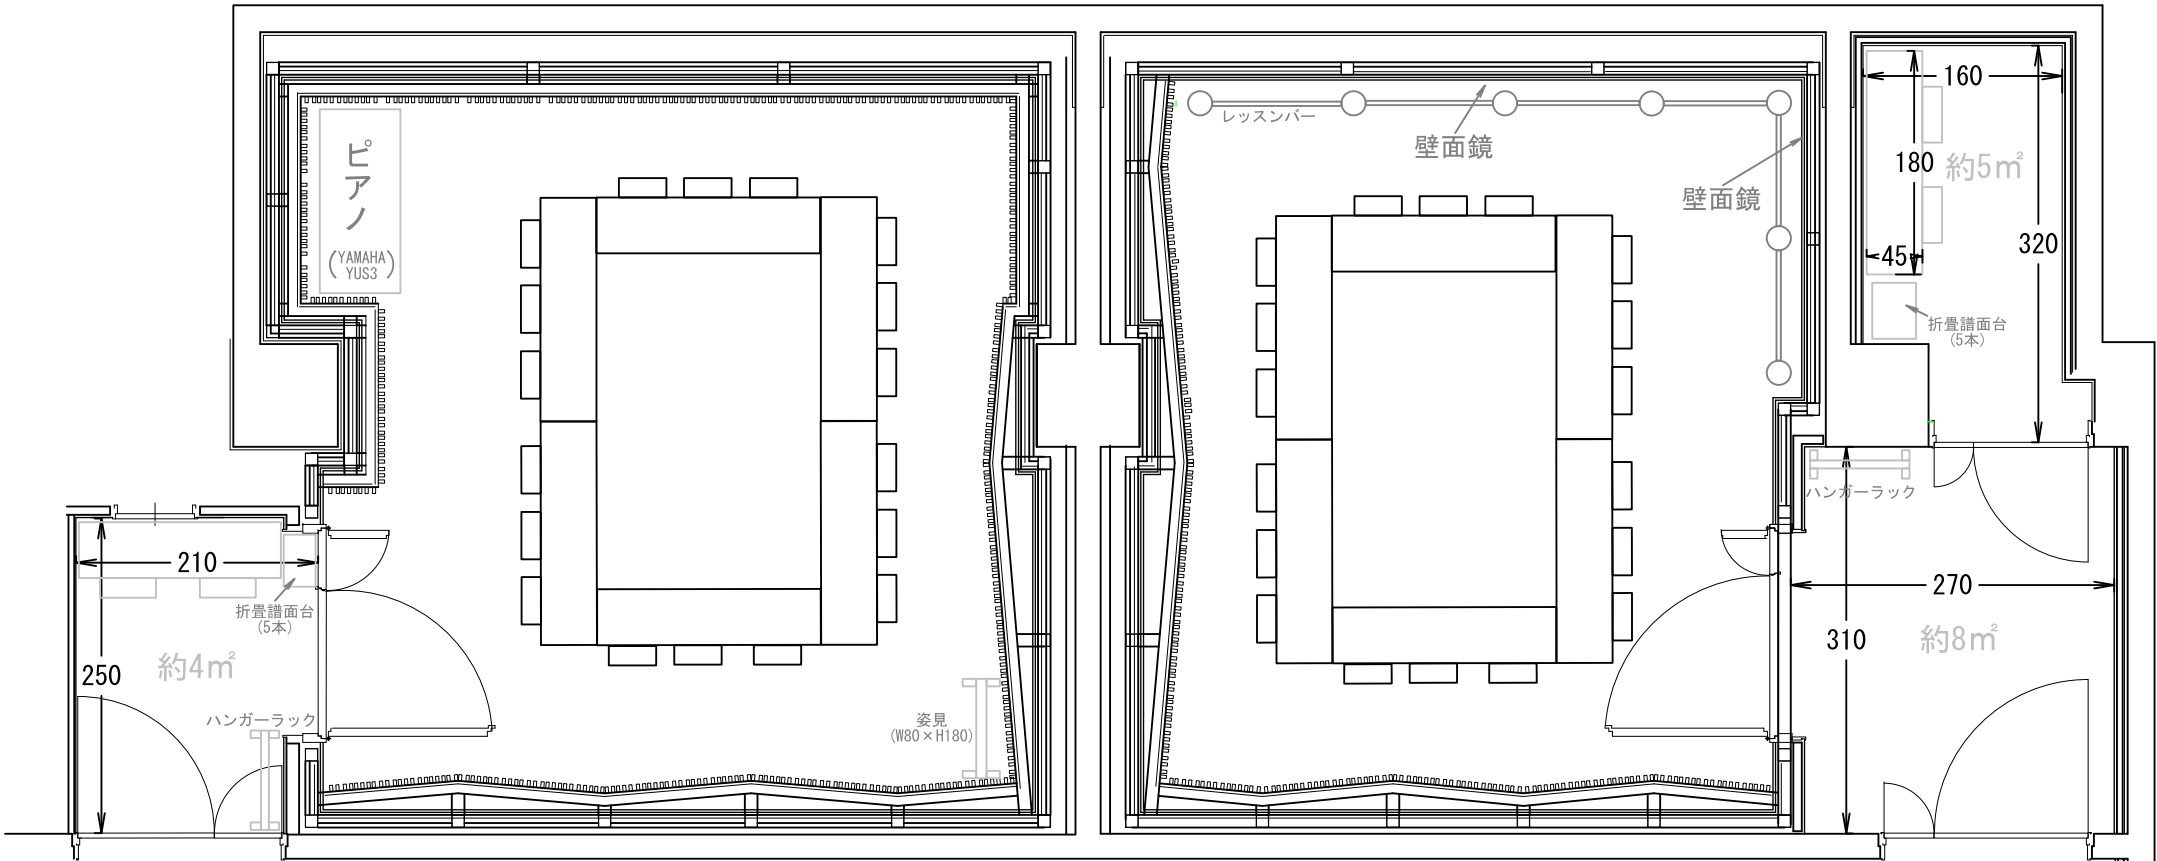 ピアノ
(YAMAHA
YUS3)
レッスンバー
壁面鏡
壁面鏡
160
180
約5㎡
320
45
折畳譜面台
(5本)
ハンガーラック
270
310
約8㎡
210
折畳譜面台
(5本)
約4㎡
250
ハンガーラック
姿見
(W80×H180)